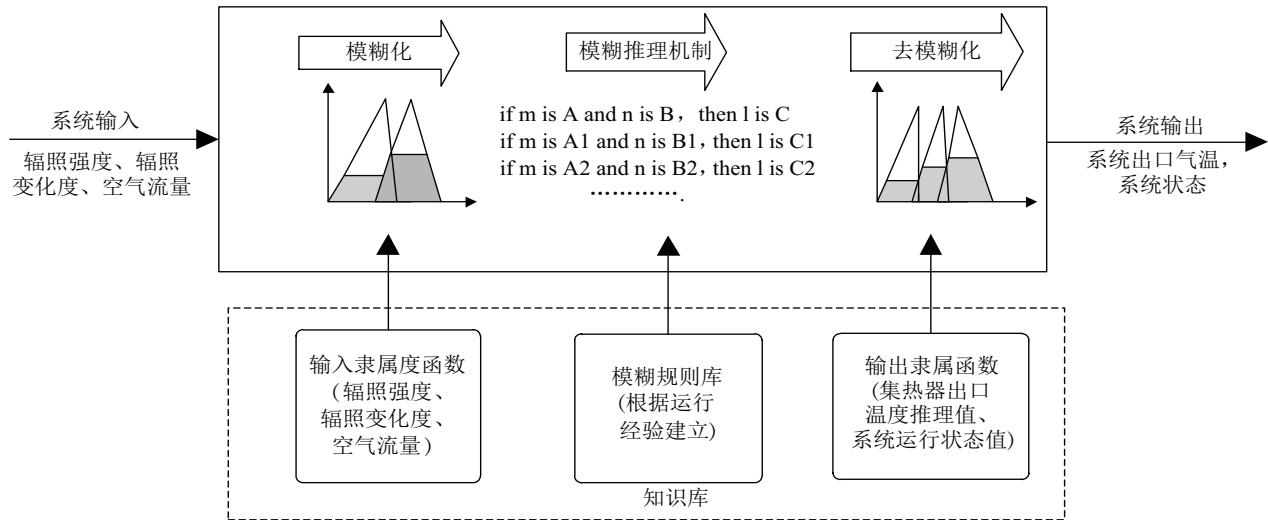 模糊化
模糊推理机制
去模糊化
系统输入
辐照强度、辐照
变化度、空气流量
if m is A and n is B，then l is C
if m is A1 and n is B1，then l is C1
if m is A2 and n is B2，then l is C2
………….
系统输出
系统出口气温，
系统状态
输入隶属度函数
(辐照强度、
辐照变化度、
空气流量)
模糊规则库
(根据运行
经验建立)
输出隶属函数
(集热器出口
温度推理值、
系统运行状态值)
知识库